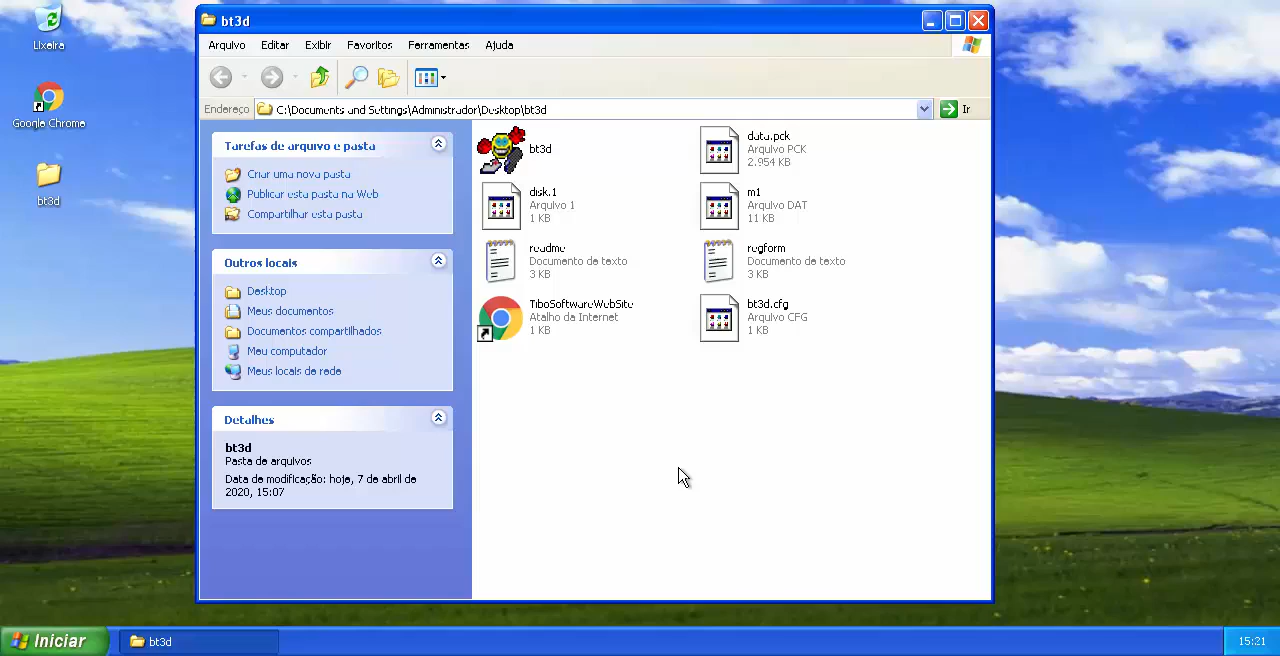 Lixeira
Google Chrome
bt3d
bt3d
Arquivo Editar Exibir Favoritos Ferramentas Ajuda
Endereço C:\Documents and Settings\Administrador\Desktop\bt3d Ir
Tarefas de arquivo e pasta
Criar uma nova pasta
Publicar esta pasta na Web
Compartilhar esta pasta
Outros locais
Desktop
Meus documentos
Documentos compartilhados
Meu computador
Meus locais de rede
Detalhes
bt3d
Pasta de arquivos
Data de modificação: hoje, 7 de abril de
2020, 15:07
bt3d
data.pck
Arquivo PCK
2.954 KB
disk.1
Arquivo 1
1 KB
m1
Arquivo DAT
11 KB
readme
Documento de texto
3 KB
regform
Documento de texto
3 KB
TiboSoftwareWebSite
Atalho da Internet
1 KB
bt3d.cfg
Arquivo CFG
1 KB
Iniciar
bt3d
15:21